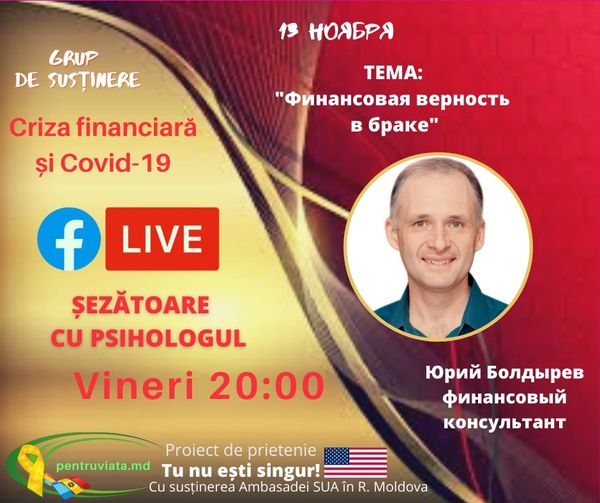 GRUP
DE SUSȚINERE
Criza financiară
și Covid-19
f LIVE
ȘEZĂTOARE
CU PSIHOLOGUL
Vineri 20:00
13 НОЯБРЯ
ТЕМА:
"Финансовая верность
в браке"
Юрий Болдырев
финансовый
консультант
pentruviata.md
Proiect de prietenie
Tu nu ești singur!
Cu susținerea Ambasadei SUA în R. Moldova